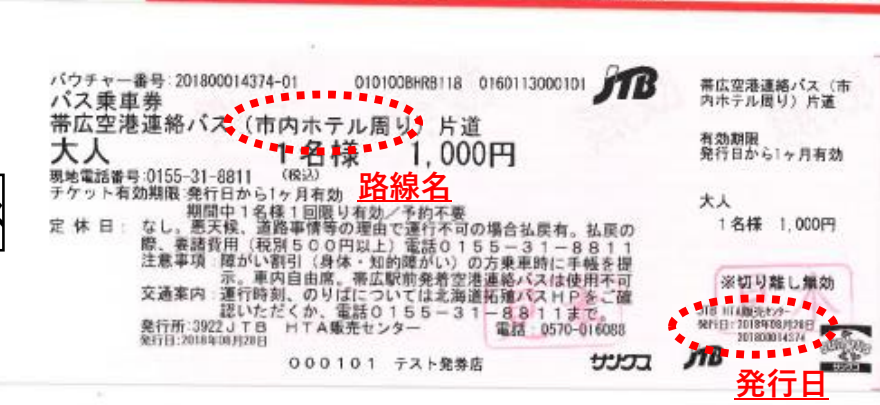 バウチャー番号:201800014374-01 010100BHRB118 0160113000101 JTB
バス乗車券
帯広空港連絡バス(市内ホテル周り) 片道
大人 1名様 1,000円
現地電話番号:0155-31-8811 (税込)
路線名
チケット有効期限:発行日から1ヶ月有効
期間中1名様1回限り有効/予約不要
定休日: なし。悪天候、道路事情等の理由で運行不可の場合払戻有。払戻の
際、要諸費用(税別500円以上)電話0155-31-8811
注意事項:障がい割引(身体・知的障がい)の方乗車時に手帳を提
示。車内自由席。帯広駅前発着空港連絡バスは使用不可
交通案内:運行時刻、のりばについては北海道拓殖バスHPをご確
認いただくか、電話0155-31-8811まで。
発行所:3922JTB HTA販売センター 電話:0570-016088
発行日:2018年08月28日
000101 テスト発券店 サンクス
帯広空港連絡バス(市
内ホテル周り)片道
有効期限
発行日から1ヶ月有効
大人
1名様 1,000円
※切り離し無効
JTB HTA販売センター
発行日:2018年08月28日
201800014374
JTB
サンクス
発行日